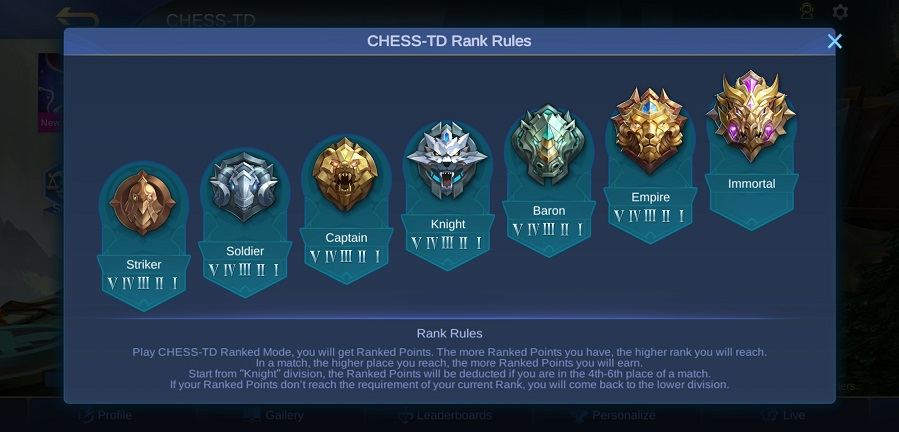 CHESS-TD
CHESS-TD Rank Rules
New
Immortal
Empire
V IV III II I
Baron
V IV III II I
Knight
V IV III II I
Captain
V IV III II I
Soldier
V IV III II I
Striker
V IV III II I
Rank Rules
Play CHESS-TD Ranked Mode, you will get Ranked Points. The more Ranked Points you have, the higher rank you will reach.
In a match, the higher place you reach, the more Ranked Points you will earn.
Start from "Knight" division, the Ranked Points will be deducted if you are in the 4th-6th place of a match.
If your Ranked Points don't reach the requirement of your current Rank, you will come back to the lower division.
Profile
Gallery
Leaderboards
Personalize
Live